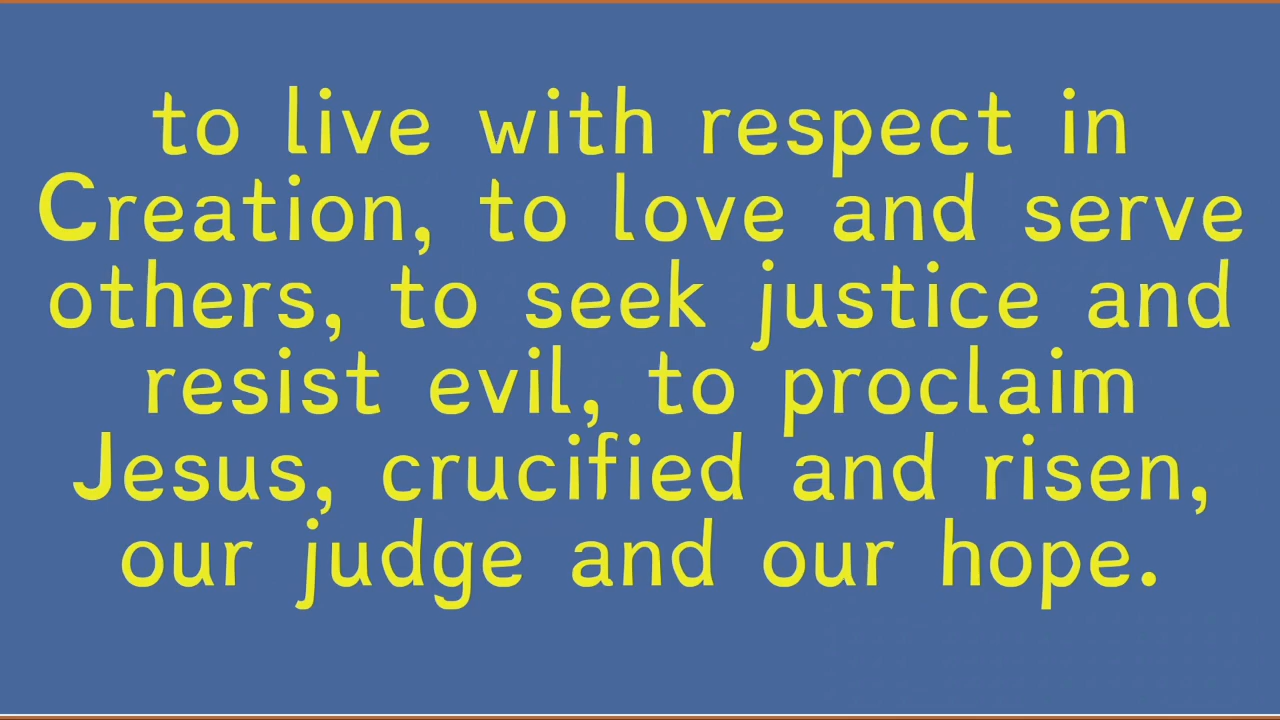 to live with respect in
Creation, to love and serve
others, to seek justice and
resist evil, to proclaim
Jesus, crucified and risen,
our judge and our hope.